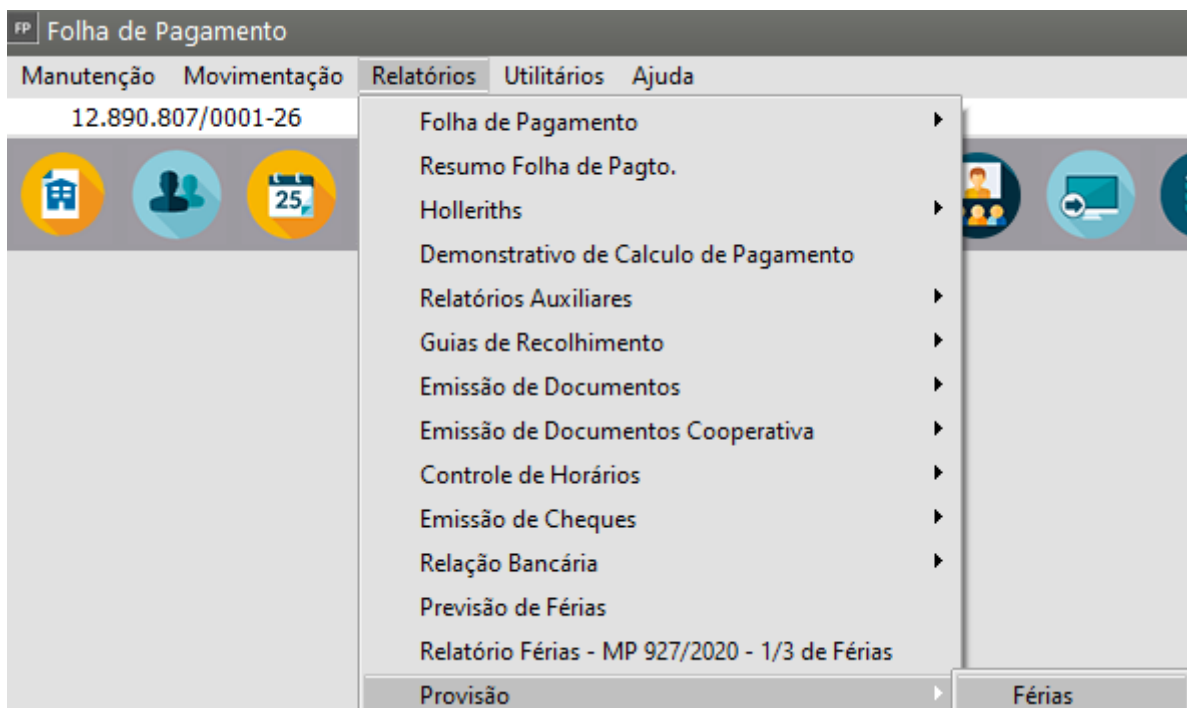 FP Folha de Pagamento
Manutenção Movimentação Relatórios Utilitários Ajuda
12.890.807/0001-26
25
Folha de Pagamento
Resumo Folha de Pagto.
Holleriths
Demonstrativo de Calculo de Pagamento
Relatórios Auxiliares
Guias de Recolhimento
Emissão de Documentos
Emissão de Documentos Cooperativa
Controle de Horários
Emissão de Cheques
Relação Bancária
Previsão de Férias
Relatório Férias - MP 927/2020 - 1/3 de Férias
Provisão Férias